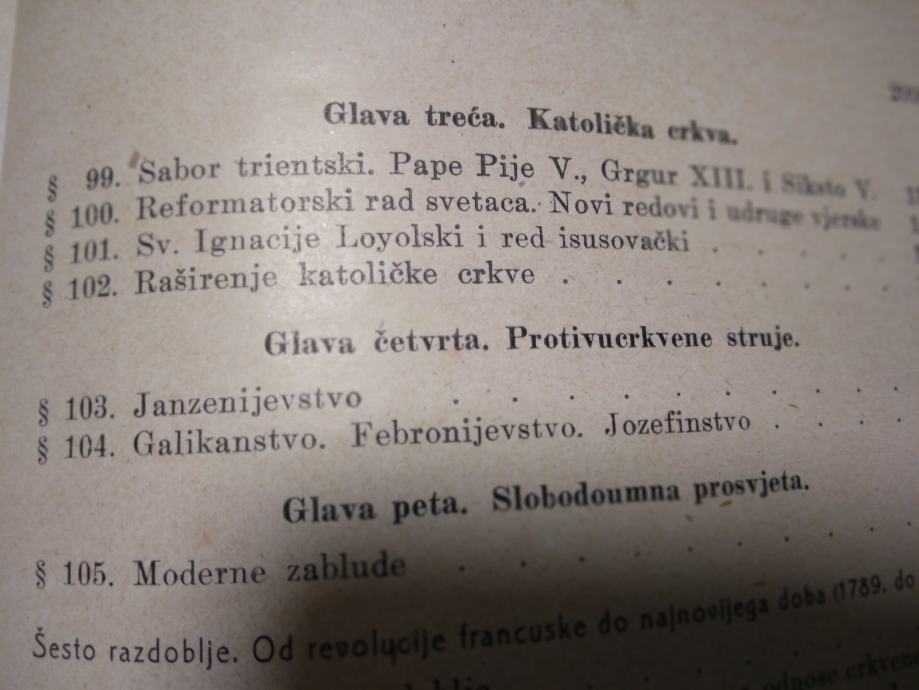 Glava treća. Katolička crkva.
§ 99. Sabor trientski. Pape Pije V., Grgur XIII. i Siksto V.
§ 100. Reformatorski rad svetaca. Novi redovi i udruge vjerske
§ 101. Sv. Ignacije Loyolski i red isusovački . . . . .
§ 102. Raširenje katoličke crkve . . . . . . . .
Glava četvrta. Protivucrkvene struje.
§ 103. Janzenijevstvo . . . . . . . . .
§ 104. Galikanstvo. Febronijevstvo. Jozefinstvo . . . .
Glava peta. Slobodoumna prosvjeta.
§ 105. Moderne zablude . . . . . . . .
Šesto razdoblje. Od revolucije francuske do najnovijega doba (1789. do
odnose crkvene